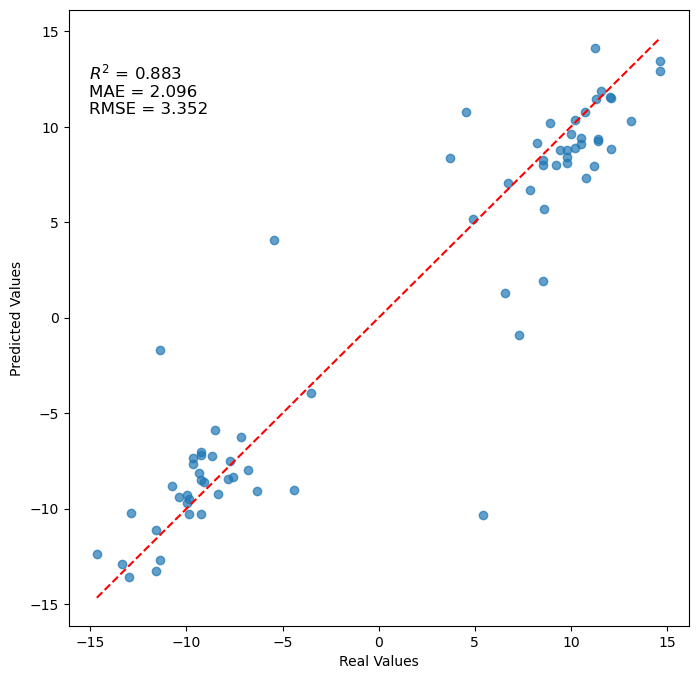 R² = 0.883
MAE = 2.096
RMSE = 3.352
Predicted Values
15
10
5
0
−5
−10
−15
−15
−10
−5
0
5
10
15
Real Values